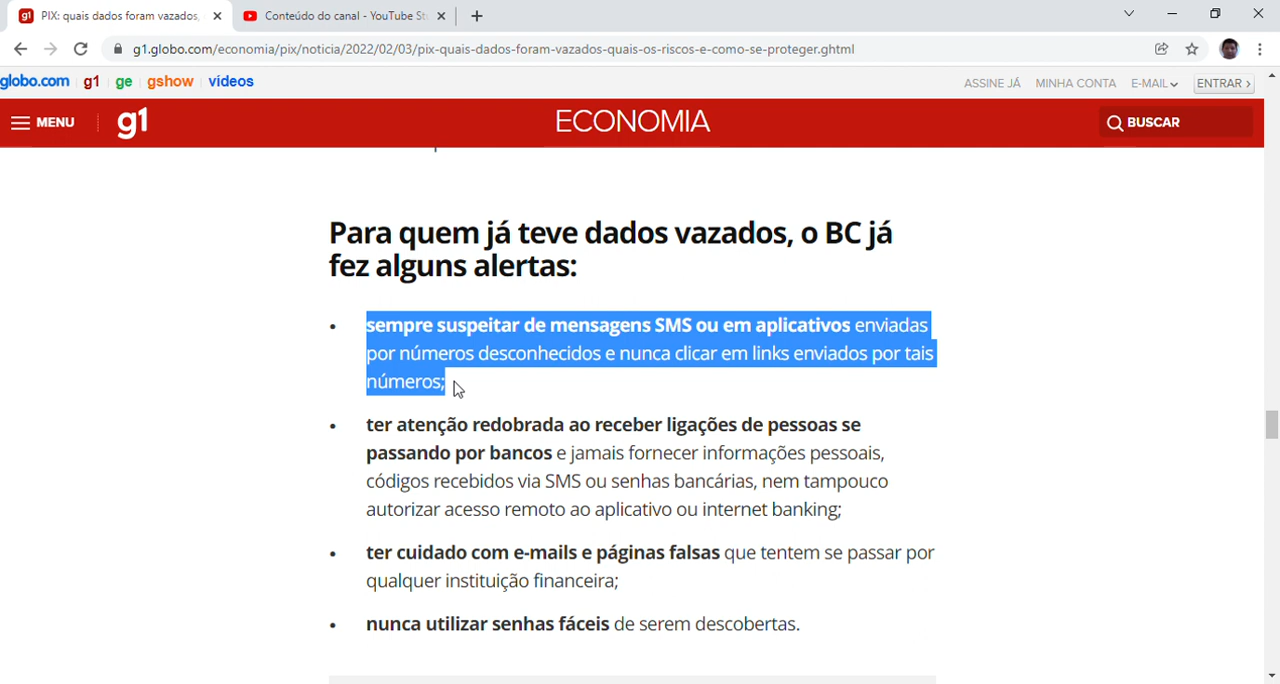 PIX: quais dados foram vazados,
Conteúdo do canal - YouTube St
g1.globo.com/economia/pix/noticia/2022/02/03/pix-quais-dados-foram-vazados-quais-os-riscos-e-como-se-proteger.ghtml
globo.com g1 ge gshow vídeos
ASSINE JÁ MINHA CONTA E-MAIL ENTRAR ›
MENU g1 ECONOMIA BUSCAR
Para quem já teve dados vazados, o BC já
fez alguns alertas:
• sempre suspeitar de mensagens SMS ou em aplicativos enviadas
por números desconhecidos e nunca clicar em links enviados por tais
números;
• ter atenção redobrada ao receber ligações de pessoas se
passando por bancos e jamais fornecer informações pessoais,
códigos recebidos via SMS ou senhas bancárias, nem tampouco
autorizar acesso remoto ao aplicativo ou internet banking;
• ter cuidado com e-mails e páginas falsas que tentem se passar por
qualquer instituição financeira;
• nunca utilizar senhas fáceis de serem descobertas.